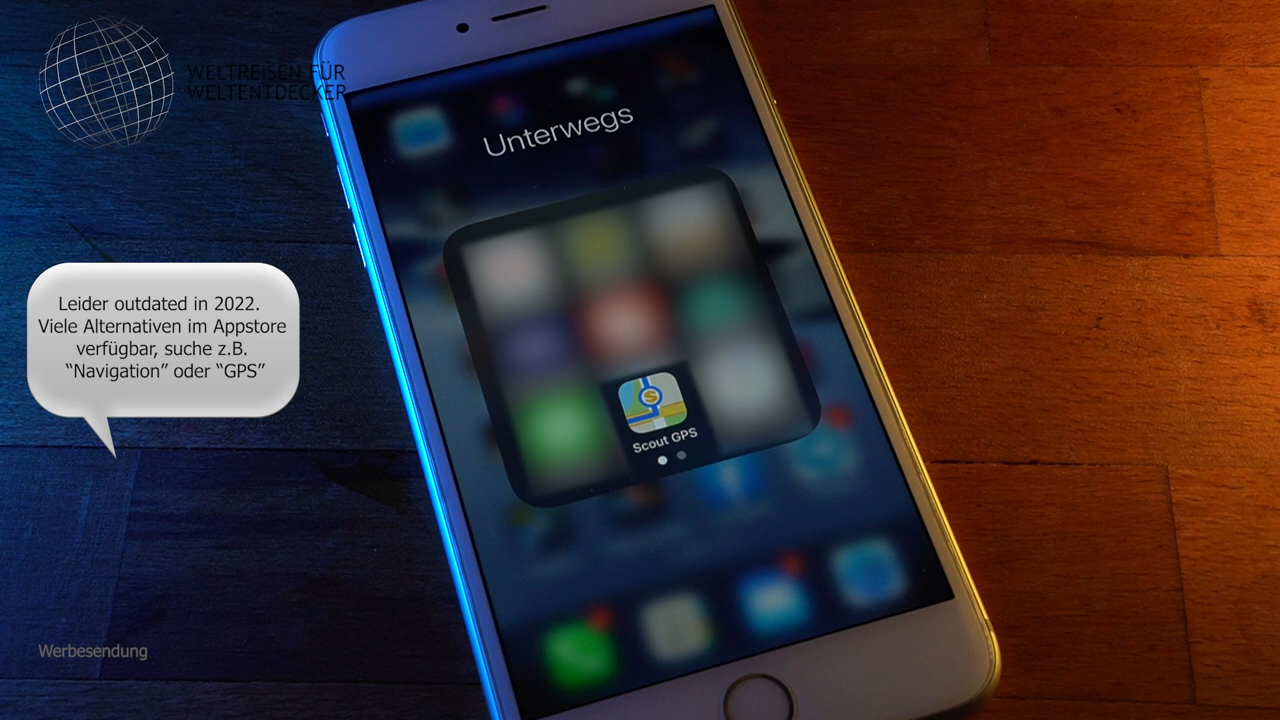 WELTREISEN FÜR
WELTENTDECKER
Unterwegs
Leider outdated in 2022.
Viele Alternativen im Appstore
verfügbar, suche z.B.
“Navigation” oder “GPS”
Scout GPS
Werbesendung